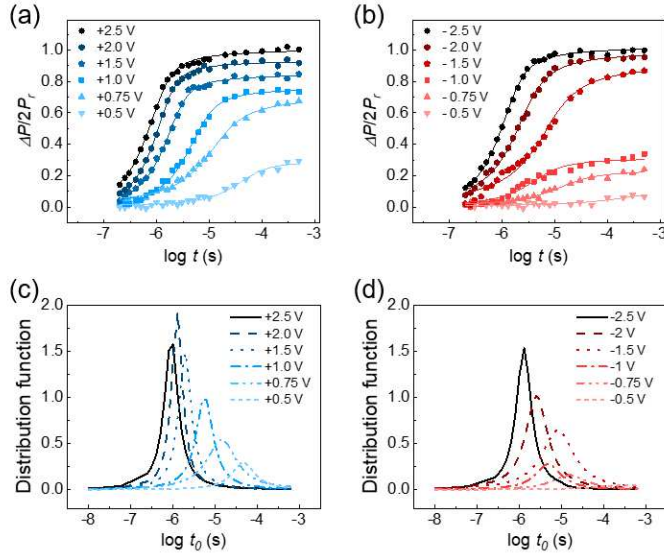 (a)
+2.5 V
+2.0 V
+1.5 V
+1.0 V
+0.75 V
+0.5 V
ΔP/2Pr
1.0
0.8
0.6
0.4
0.2
0.0
-7 -6 -5 -4 -3
log t (s)
(b)
- 2.5 V
- 2.0 V
- 1.5 V
- 1.0 V
- 0.75 V
- 0.5 V
ΔP/2Pr
1.0
0.8
0.6
0.4
0.2
0.0
-7 -6 -5 -4 -3
log t (s)
(c)
+2.5 V
+2.0 V
+1.5 V
+1.0 V
+0.75 V
+0.5 V
Distribution function
2.0
1.5
1.0
0.5
0.0
-8 -7 -6 -5 -4 -3
log t0 (s)
(d)
-2.5 V
-2 V
-1.5 V
-1 V
-0.75 V
-0.5 V
Distribution function
2.0
1.5
1.0
0.5
0.0
-8 -7 -6 -5 -4 -3
log t0 (s)